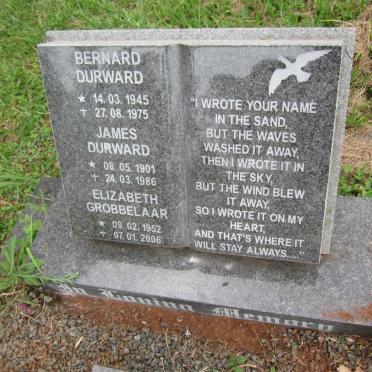 BERNARD
DURWARD
★ 14. 03. 1945
+ 27. 08. 1975
JAMES
DURWARD
★ 08. 05. 1901
+ 24. 03. 1986
ELIZABETH
GROBBELAAR
★ 09. 02. 1952
+ 07. 01. 2006
"I WROTE YOUR NAME
IN THE SAND,
BUT THE WAVES
WASHED IT AWAY,
THEN I WROTE IT IN
THE SKY,
BUT THE WIND BLEW
IT AWAY,
SO I WROTE IT ON MY
HEART,
AND THAT'S WHERE IT
WILL STAY ALWAYS....."
In Loving Memory